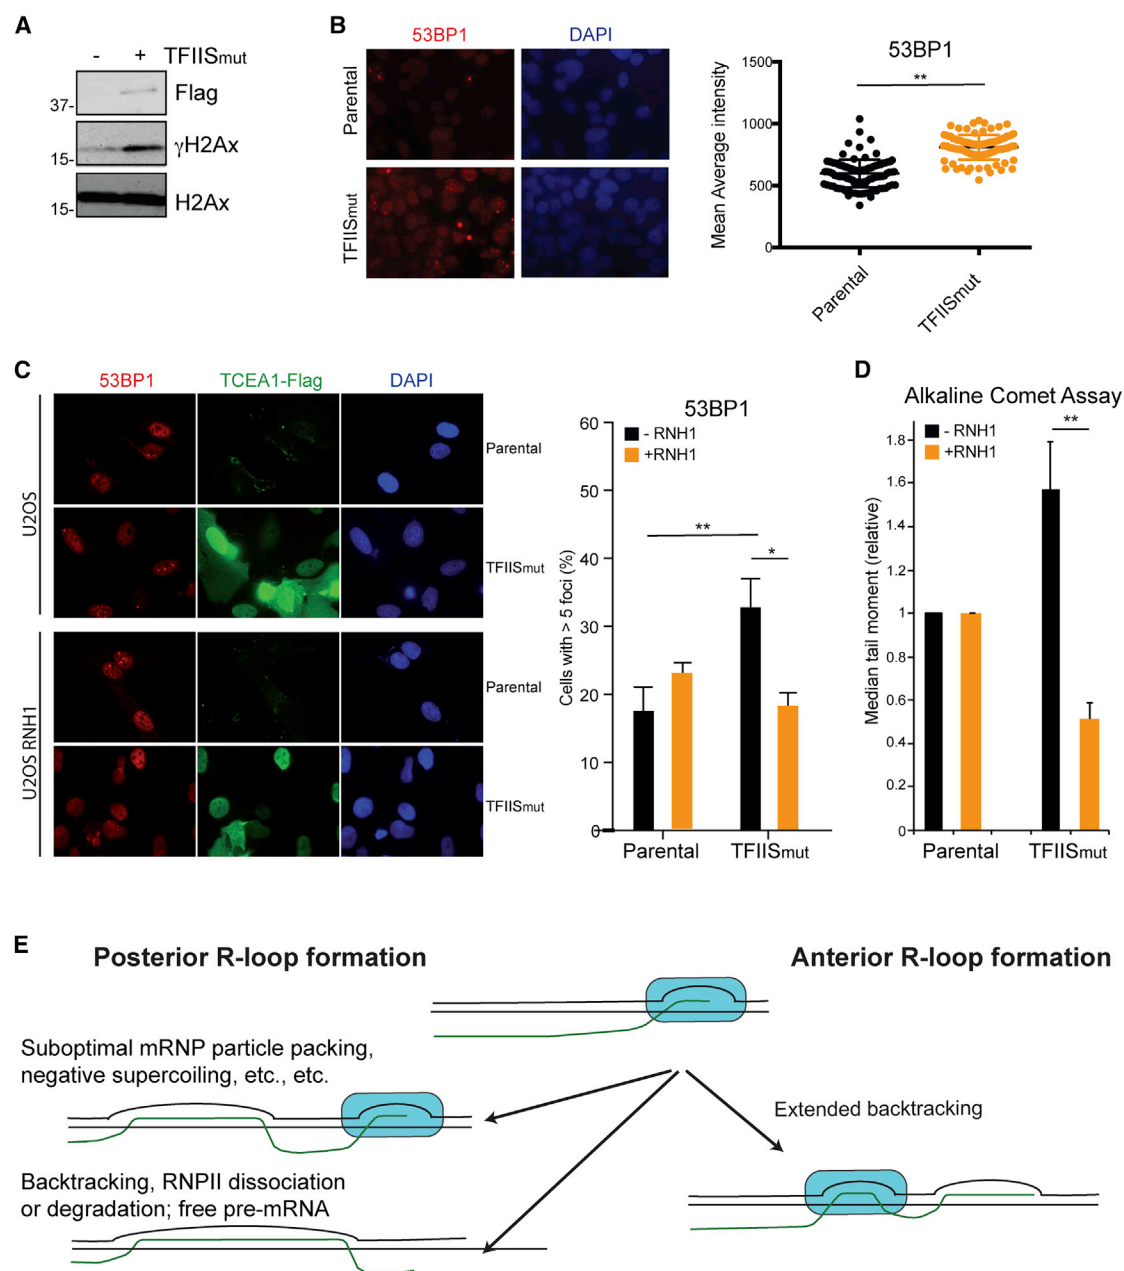 A
- + TFIISmut
Flag
37-
γH2Ax
15-
H2Ax
15-
B
53BP1 DAPI
Parental
TFIISmut
53BP1
**
1500
1000
500
0
Mean Average intensity
Parental
TFIISmut
C
53BP1 TCEA1-Flag DAPI
U2OS
Parental
TFIISmut
U2OS RNH1
Parental
TFIISmut
53BP1
- RNH1
+RNH1
60
50
40
30
20
10
0
Cells with > 5 foci (%)
**
*
Parental TFIISmut
D
Alkaline Comet Assay
- RNH1
+RNH1
**
1.8
1.6
1.4
1.2
1
0.8
0.6
0.4
0.2
0
Median tail moment (relative)
Parental TFIISmut
E
Posterior R-loop formation
Anterior R-loop formation
Suboptimal mRNP particle packing,
negative supercoiling, etc., etc.
Extended backtracking
Backtracking, RNPII dissociation
or degradation; free pre-mRNA